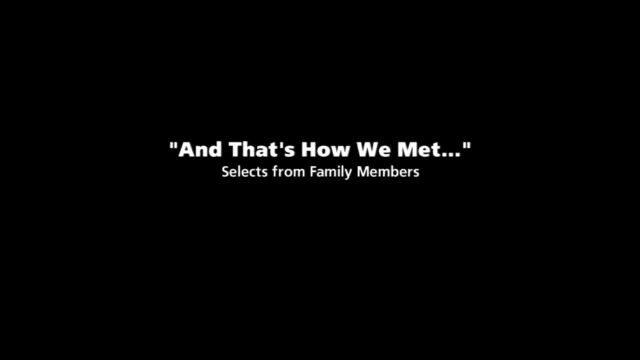 "And That's How We Met..."
Selects from Family Members